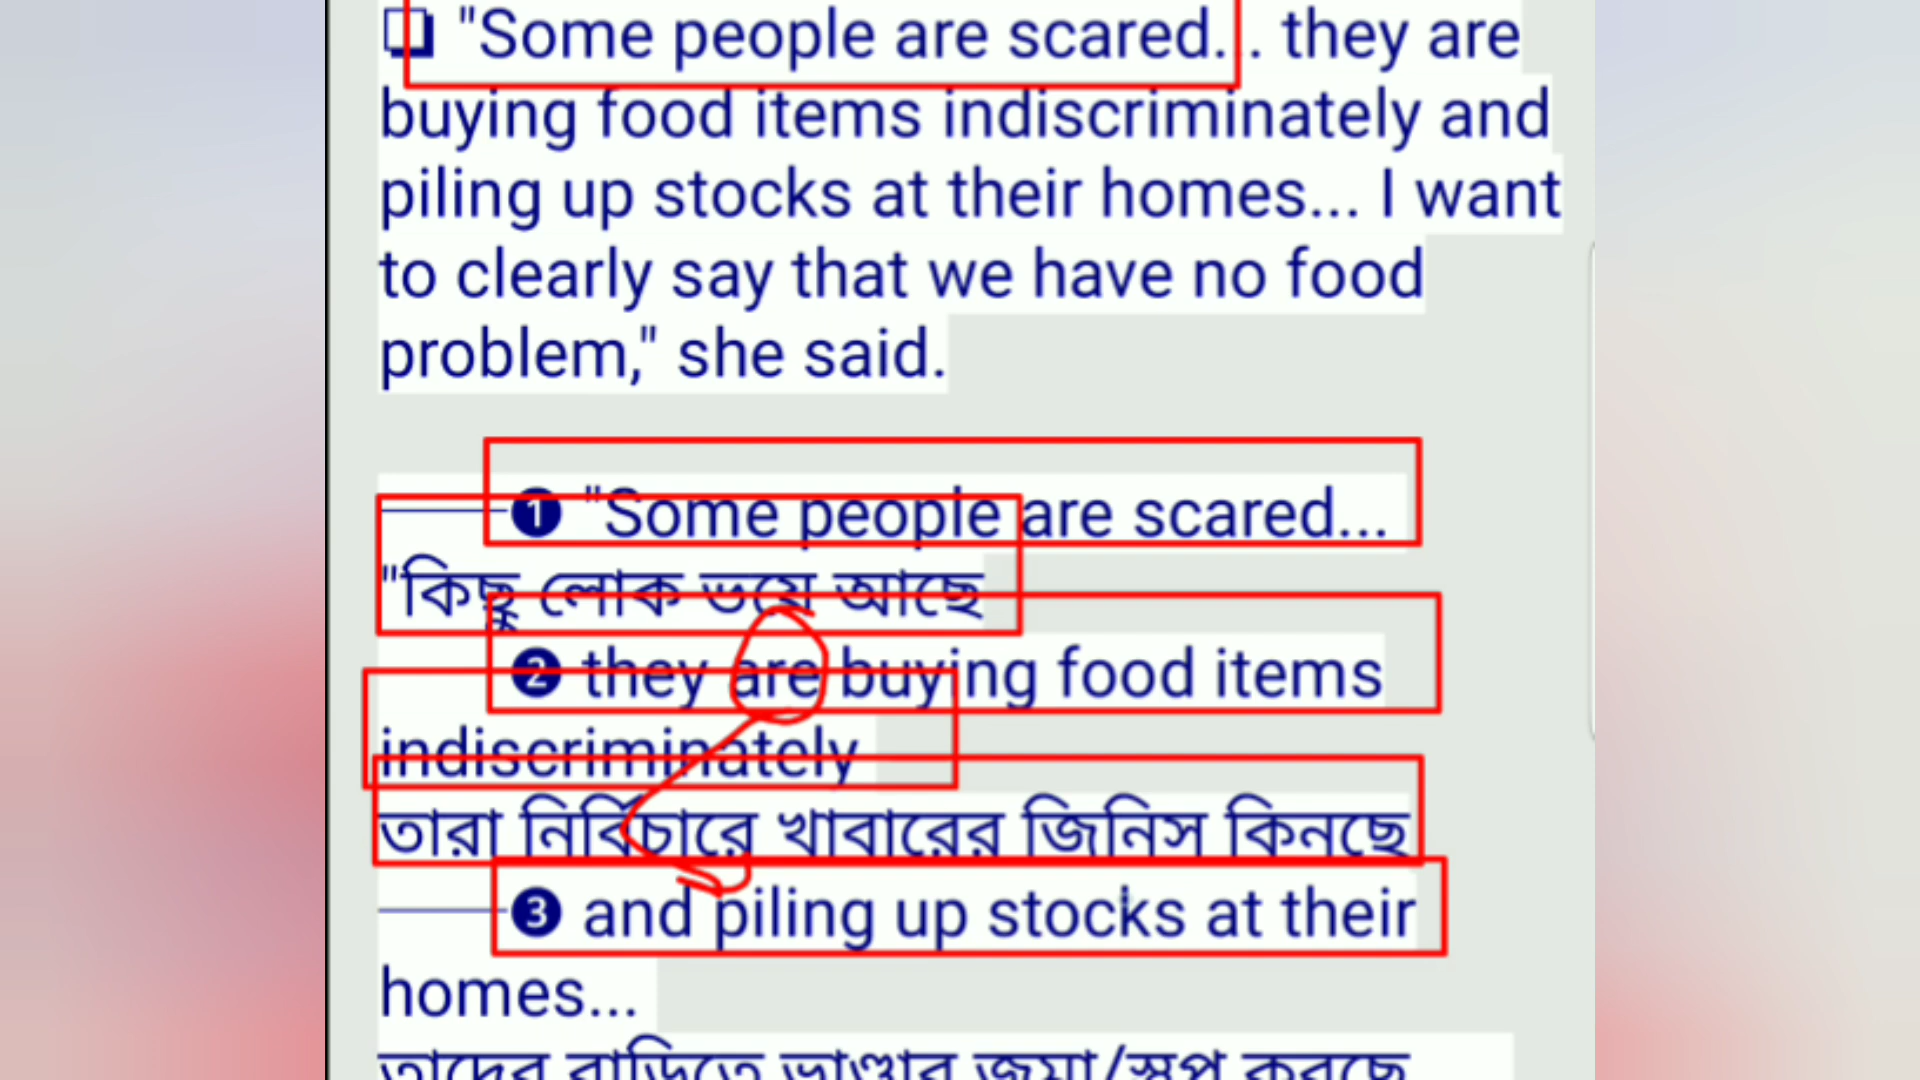 ❏ "Some people are scared... they are
buying food items indiscriminately and
piling up stocks at their homes... I want
to clearly say that we have no food
problem," she said.
❶ "Some people are scared...
"কিছু লোক ভয়ে আছে
❷ they are buying food items
indiscriminately
তারা নির্বিচারে খাবারের জিনিস কিনছে
❸ and piling up stocks at their
homes...
তাদের বাড়িতে ভাণ্ডার জমা/স্তূপ করছে